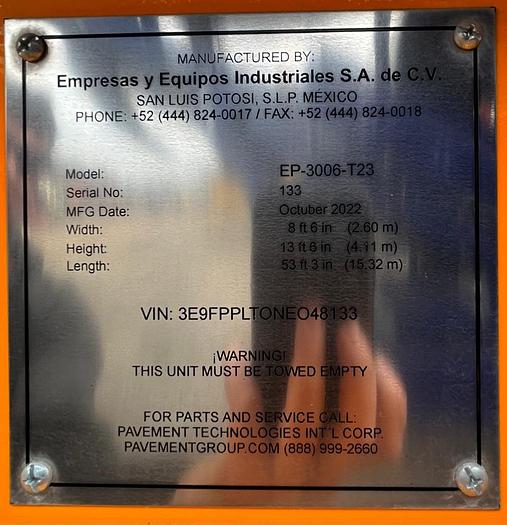 MANUFACTURED BY:
Empresas y Equipos Industriales S.A. de C.V.
SAN LUIS POTOSI, S.L.P. MÉXICO
PHONE: +52 (444) 824-0017 / FAX: +52 (444) 824-0018
Model: EP-3006-T23
Serial No: 133
MFG Date: Octuber 2022
Width: 8 ft 6 in (2.60 m)
Height: 13 ft 6 in (4.11 m)
Length: 53 ft 3 in (15.32 m)
VIN: 3E9FPPLTONEO48133
¡WARNING!
THIS UNIT MUST BE TOWED EMPTY
FOR PARTS AND SERVICE CALL:
PAVEMENT TECHNOLOGIES INT´L CORP.
PAVEMENTGROUP.COM (888) 999-2660